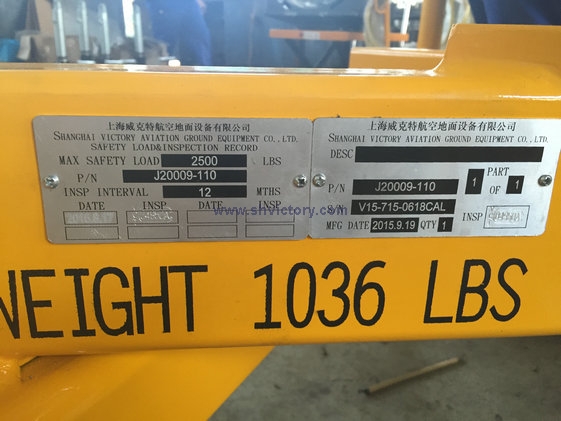 上海威克特航空地面设备有限公司
SHANGHAI VICTORY AVIATION GROUND EQUIPMENT CO., LTD.
SAFETY LOAD&INSPECTION RECORD
MAX SAFETY LOAD 2500 LBS
P/N J20009-110
INSP INTERVAL 12 MTHS
DATE INSP DATE INSP
上海威克特航空地面设备有限公司
SHANGHAI VICTORY AVIATION GROUND EQUIPMENT CO., LTD.
DESC
P/N J20009-110 1 PART OF 1
S/N V15-715-0618CAL
MFG DATE 2015.9.19 QTY 1 INSP
www.shvictory.com
WEIGHT 1036 LBS